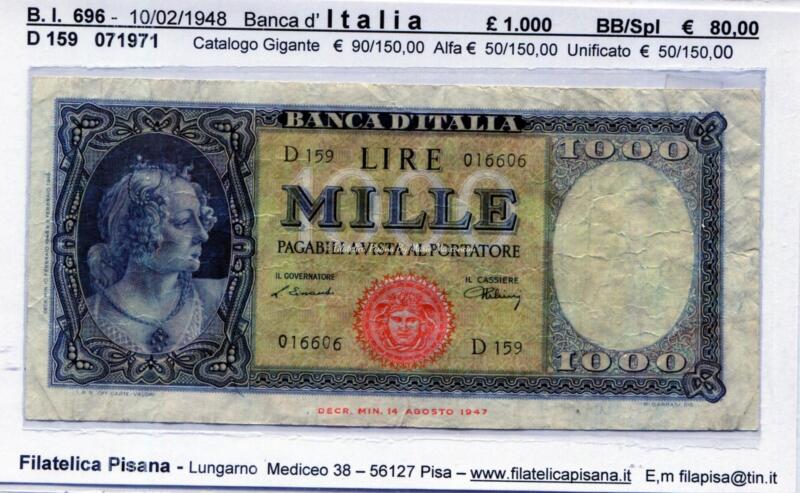 B. I. 696 - 10/02/1948 Banca d' Italia £ 1.000 BB/Spl € 80,00
D 159 071971 Catalogo Gigante € 90/150,00 Alfa € 50/150,00 Unificato € 50/150,00
BANCA D'ITALIA
1000
D 159 LIRE 016606
1000
MILLE
PAGABILI A VISTA AL PORTATORE
IL GOVERNATORE IL CASSIERE
L. Einaudi
016606 D 159
1000
DECR. MIN. 14 AGOSTO 1947
Filatelica Pisana - Lungarno Mediceo 38 – 56127 Pisa – www.filatelicapisana.it E,m filapisa@tin.it